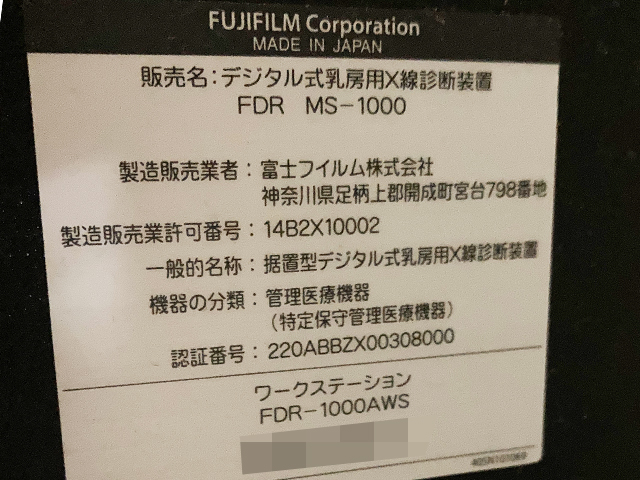 FUJIFILM Corporation
MADE IN JAPAN
販売名：デジタル式乳房用X線診断装置
FDR MS-1000
製造販売業者：富士フイルム株式会社
神奈川県足柄上郡開成町宮台798番地
製造販売業許可番号：14B2X10002
一般的名称：据置型デジタル式乳房用X線診断装置
機器の分類：管理医療機器
（特定保守管理医療機器）
認証番号：220ABBZX00308000
ワークステーション
FDR-1000AWS